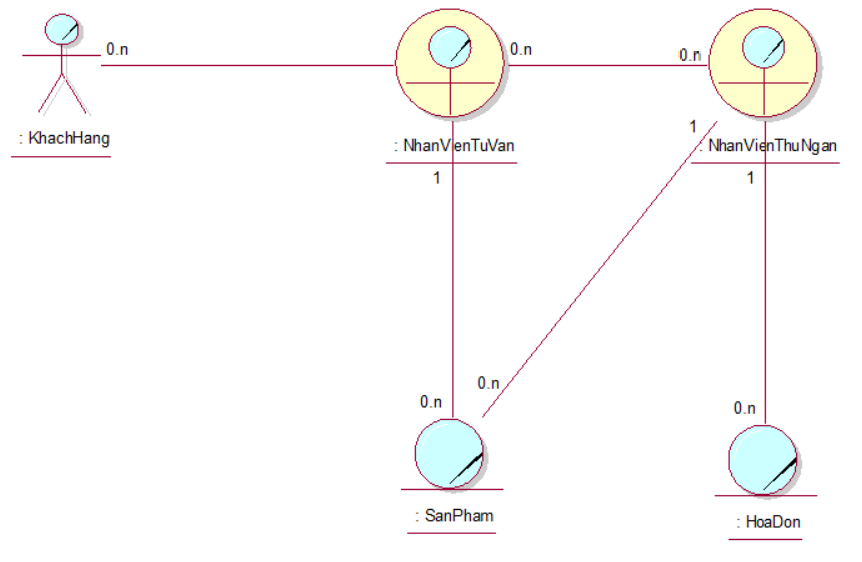 0.n
0.n
0.n
: KhachHang
: NhanVienTuVan
1
: NhanVienThuNgan
1
1
0.n
0.n
0.n
: SanPham
: HoaDon